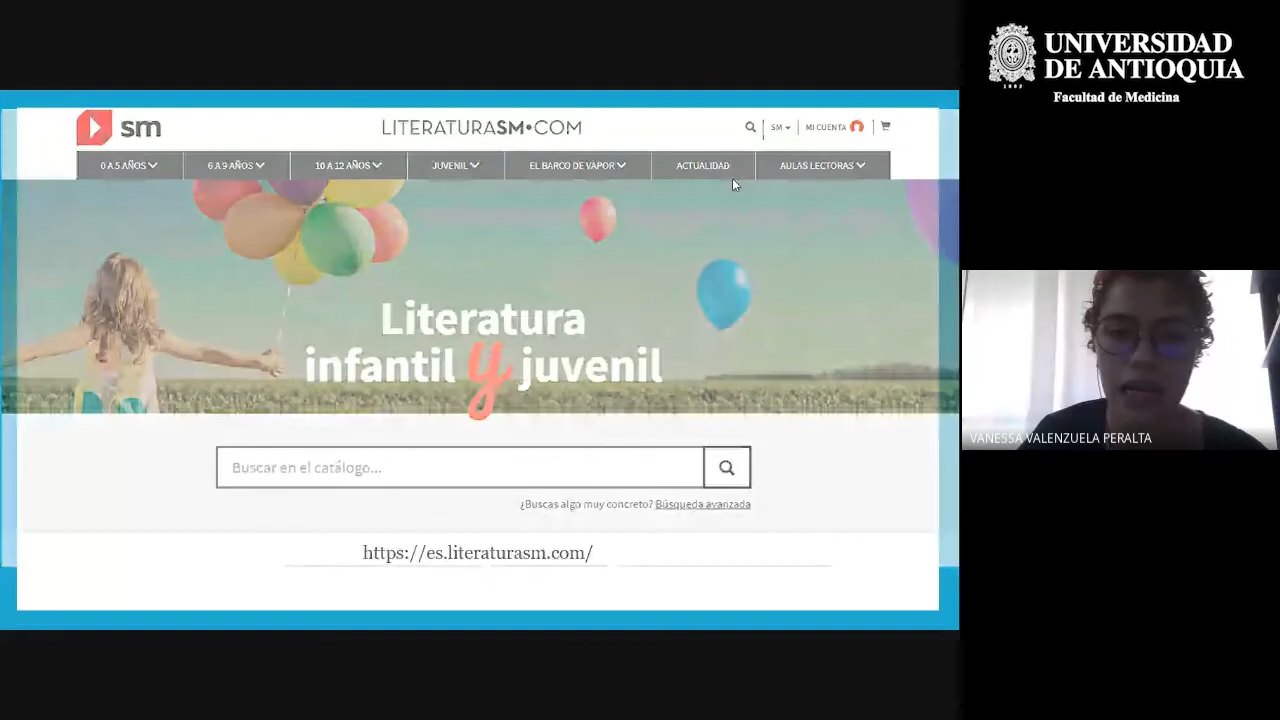 sm
LITERATURASM•COM
SM
MI CUENTA
0 A 5 AÑOS
6 A 9 AÑOS
10 A 12 AÑOS
JUVENIL
EL BARCO DE VAPOR
ACTUALIDAD
AULAS LECTORAS
Literatura
infantil y juvenil
Buscar en el catálogo...
¿Buscas algo muy concreto? Búsqueda avanzada
https://es.literaturasm.com/
UNIVERSIDAD
DE ANTIOQUIA
1803
Facultad de Medicina
VANESSA VALENZUELA PERALTA